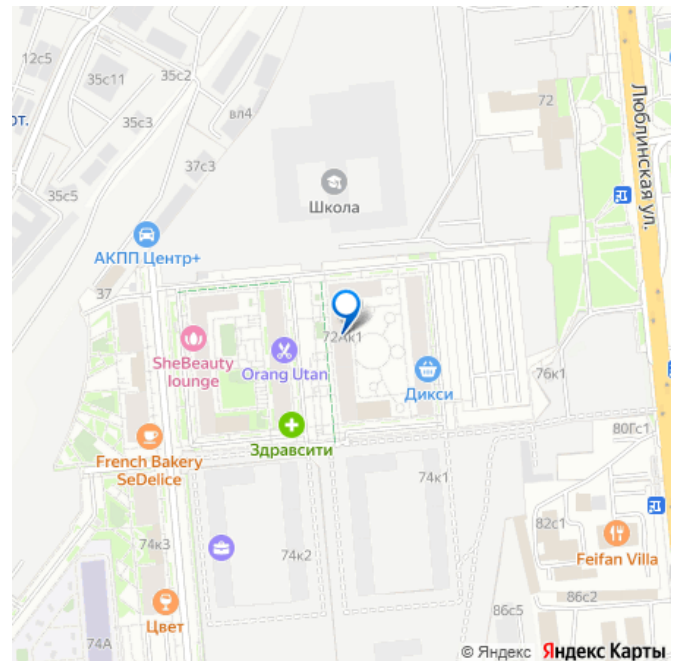 12с5
35с11
35с2
вл4
35с3
от.
37с3
35с5
72
Люблинская ул.
Школа
АКПП Центр+
37
72Ак1
SheBeauty
lounge
Orang Utan
Дикси
76к1
Здравсити
80Гс1
French Bakery
SeDelice
74к1
82с1
74к3
74к2
Feifan Villa
86с2
86с5
Цвет
74А
© Яндекс Яндекс Карты